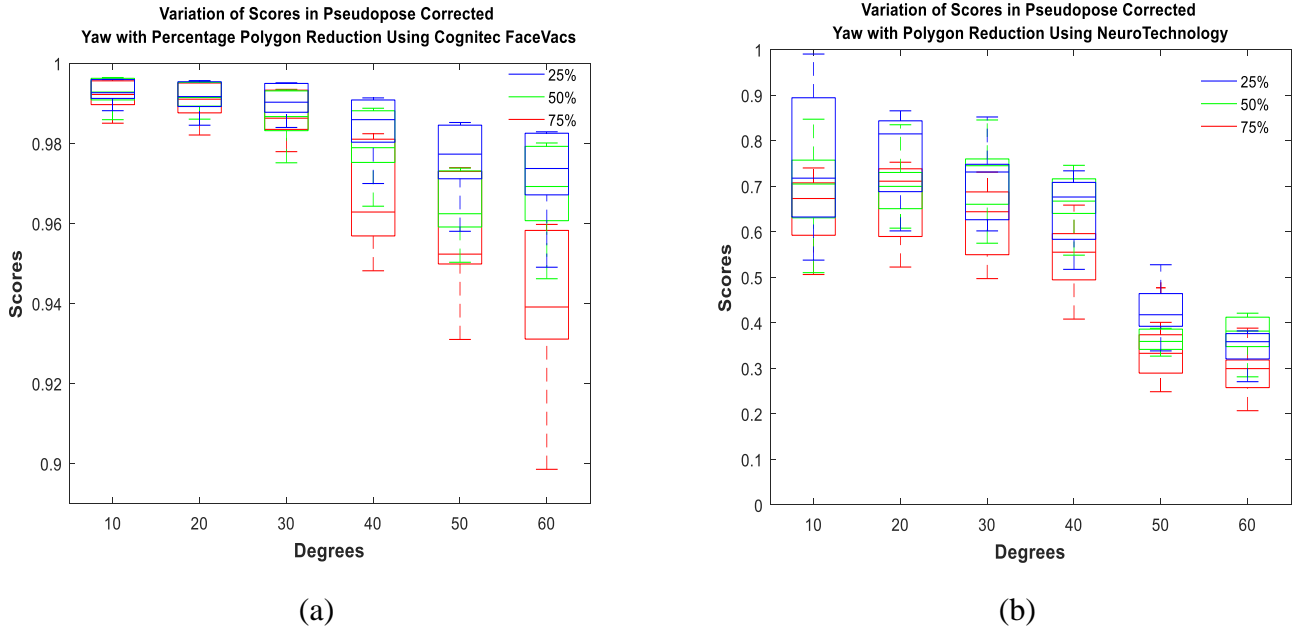 Variation of Scores in Pseudopose Corrected
Yaw with Percentage Polygon Reduction Using Cognitec FaceVacs
1
0.98
0.96
0.94
0.92
0.9
Scores
25%
50%
75%
10 20 30 40 50 60
Degrees
(a)
Variation of Scores in Pseudopose Corrected
Yaw with Polygon Reduction Using NeuroTechnology
1
0.9
0.8
0.7
0.6
0.5
0.4
0.3
0.2
0.1
0
Scores
25%
50%
75%
10 20 30 40 50 60
Degrees
(b)